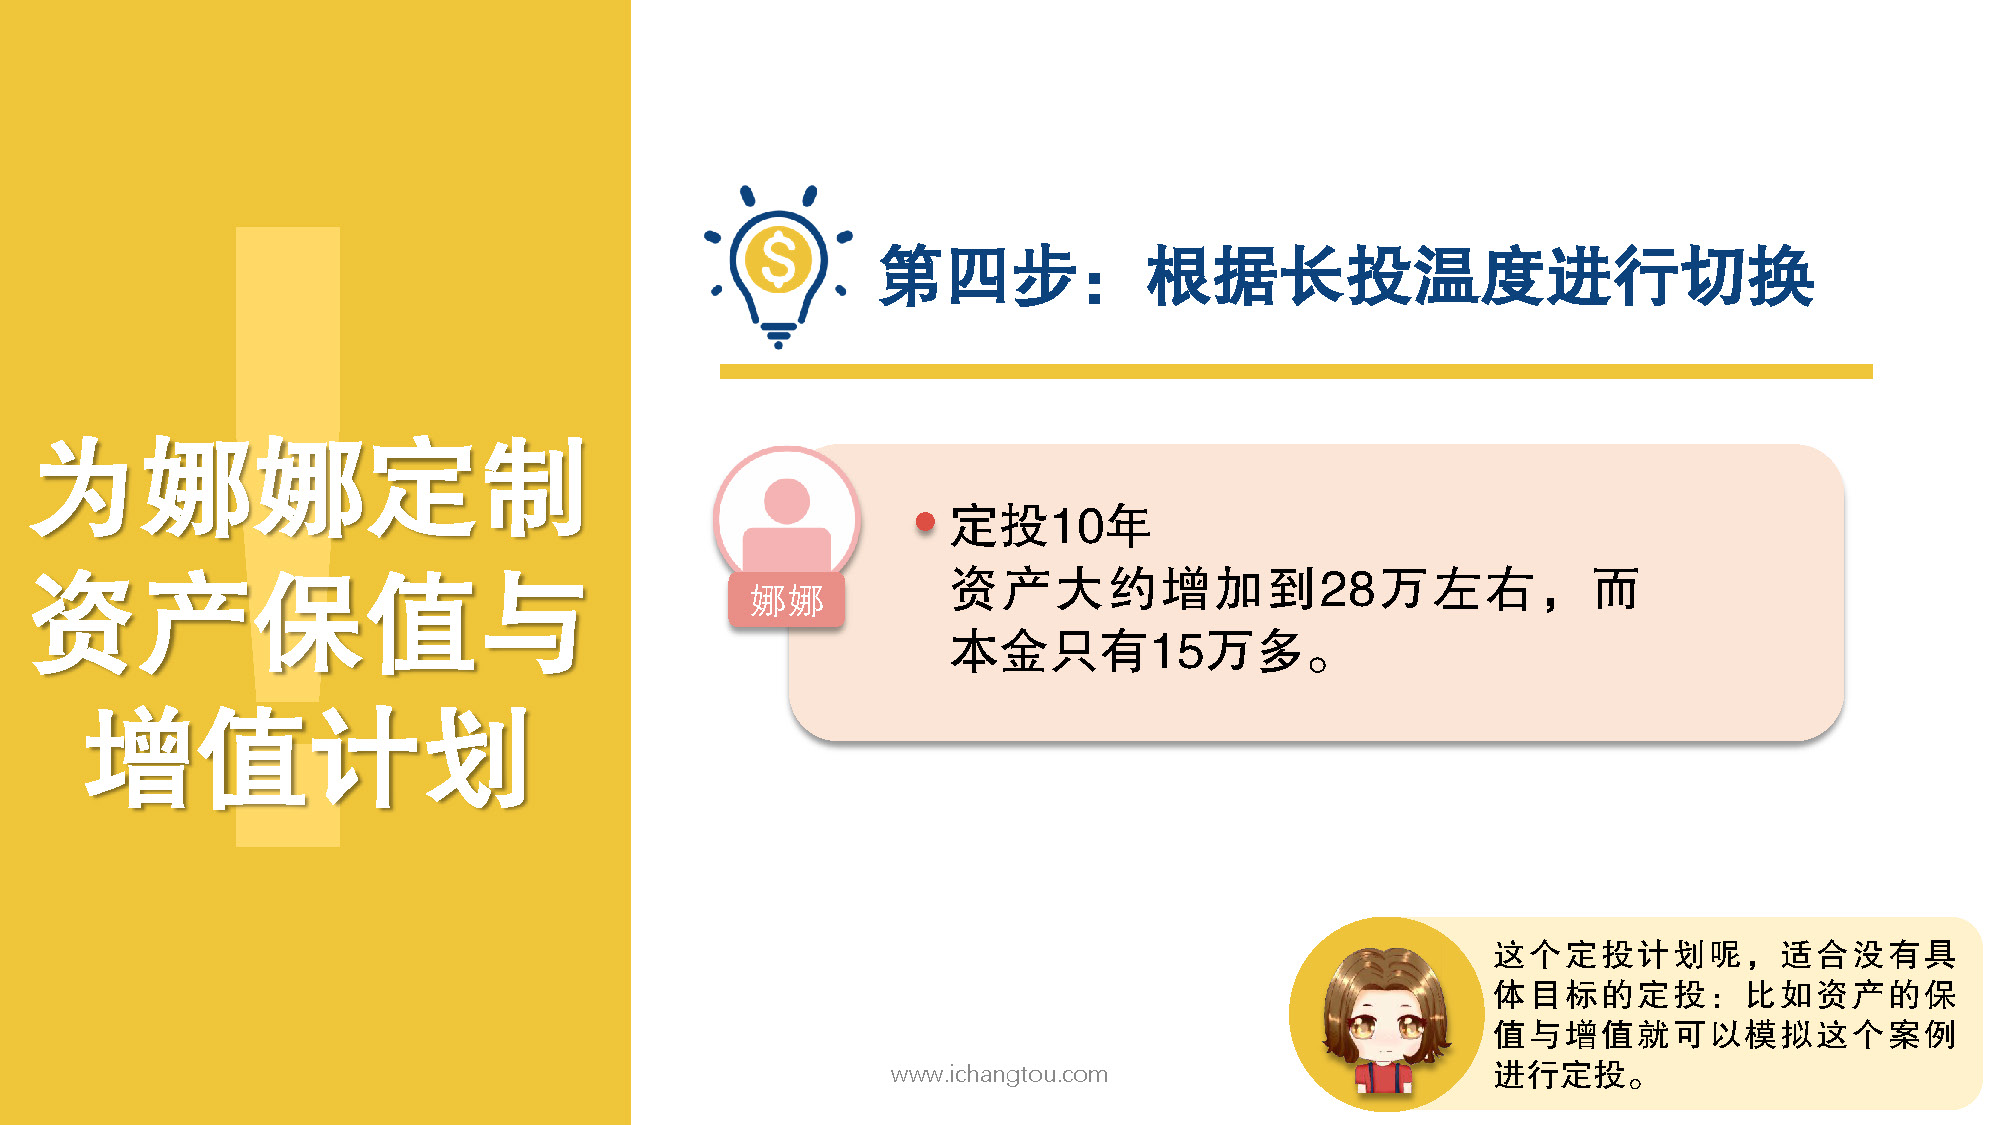 为娜娜定制
资产保值与
增值计划
第四步：根据长投温度进行切换
娜娜
•定投10年
资产大约增加到28万左右，而
本金只有15万多。
这个定投计划呢，适合没有具
体目标的定投：比如资产的保
值与增值就可以模拟这个案例
进行定投。
www.ichangtou.com